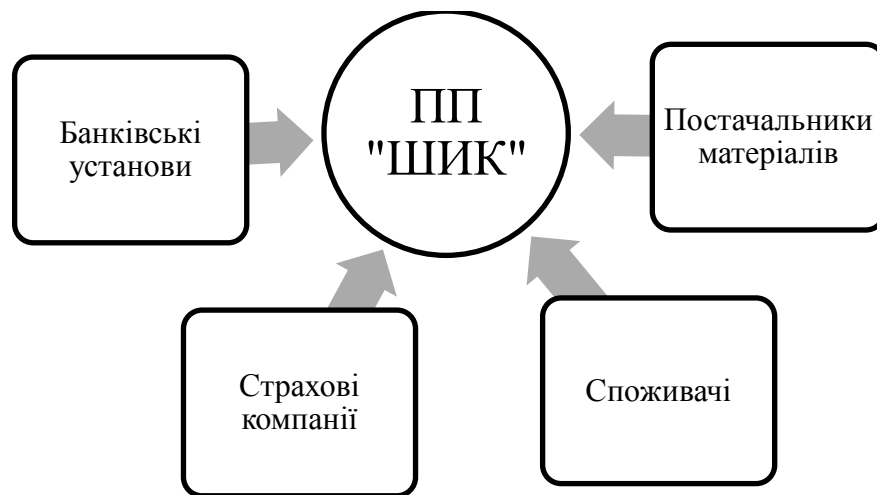 ПП
"ШИК"
Банківські
установи
Постачальники
матеріалів
Страхові
компанії
Споживачі